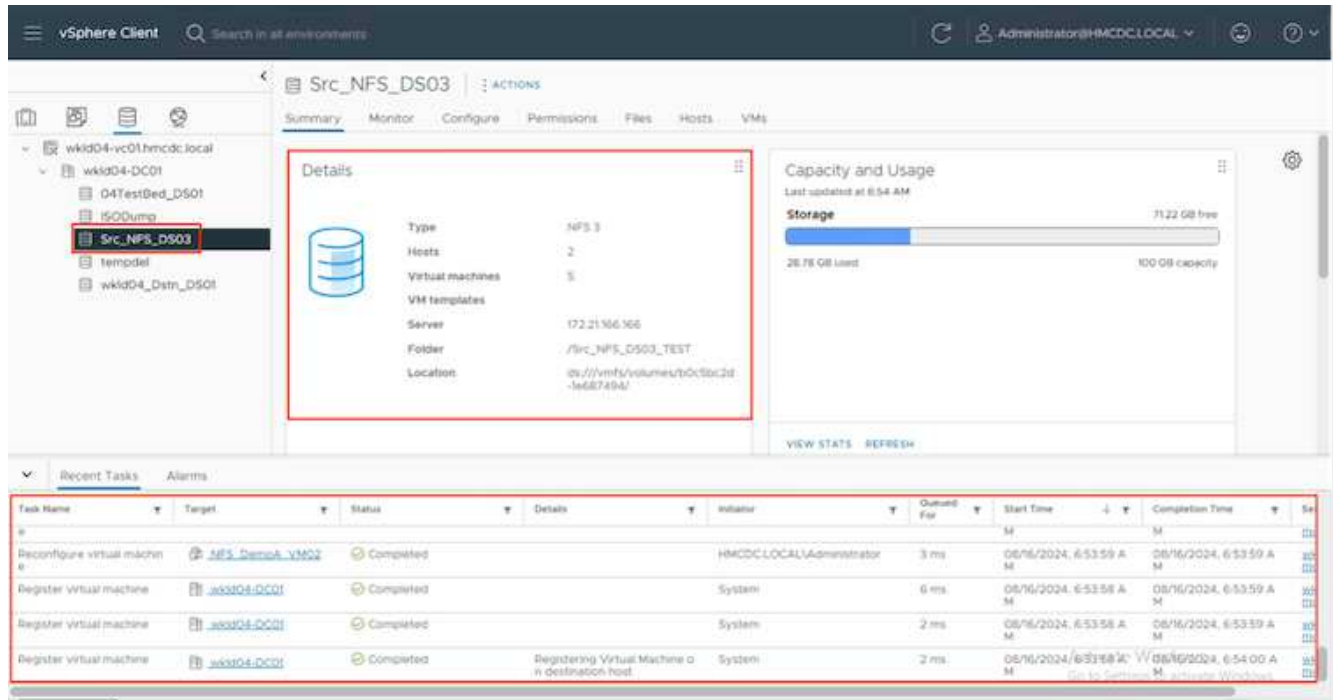 vSphere Client
Search in all environments
Administrator@HMCDC.LOCAL
Src_NFS_DS03
ACTIONS
Summary Monitor Configure Permissions Files Hosts VMs
wkld04-vc01.hmcdc.local
wkld04-DC01
04TestBed_DS01
ISODump
Src_NFS_DS03
tempdel
wkld04_Dstn_DS01
Details
Type NFS 3
Hosts 2
Virtual machines 5
VM templates
Server 172.21.166.166
Folder /Src_NFS_DS03_TEST
Location ds:///vmfs/volumes/b0c5bc2d
-1e687494/
Capacity and Usage
Last updated at 6:54 AM
Storage 71.22 GB free
28.78 GB used 100 GB capacity
VIEW STATS REFRESH
Recent Tasks Alarms
Task Name Target Status Details Initiator Queued For Start Time Completion Time Se
e M M
Reconfigure virtual machin NFS_DemoA_VM02 Completed HMCDC.LOCAL\Administrator 3 ms 08/16/2024, 6:53:59 A 08/16/2024, 6:53:59 A
e M M
Register virtual machine wkld04-DC01 Completed System 6 ms 08/16/2024, 6:53:58 A 08/16/2024, 6:53:59 A
M M
Register virtual machine wkld04-DC01 Completed System 2 ms 08/16/2024, 6:53:58 A 08/16/2024, 6:53:59 A
M M
Register virtual machine wkld04-DC01 Completed Registering Virtual Machine o System 2 ms 08/16/2024, 6:53:58 A 08/16/2024, 6:54:00 A
n destination host M M
Activate Windows
Go to Settings to activate Windows.